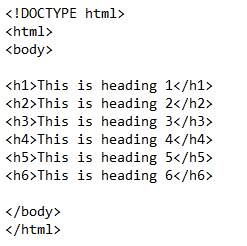 <!DOCTYPE html>
<html>
<body>
<h1>This is heading 1</h1>
<h2>This is heading 2</h2>
<h3>This is heading 3</h3>
<h4>This is heading 4</h4>
<h5>This is heading 5</h5>
<h6>This is heading 6</h6>
</body>
</html>